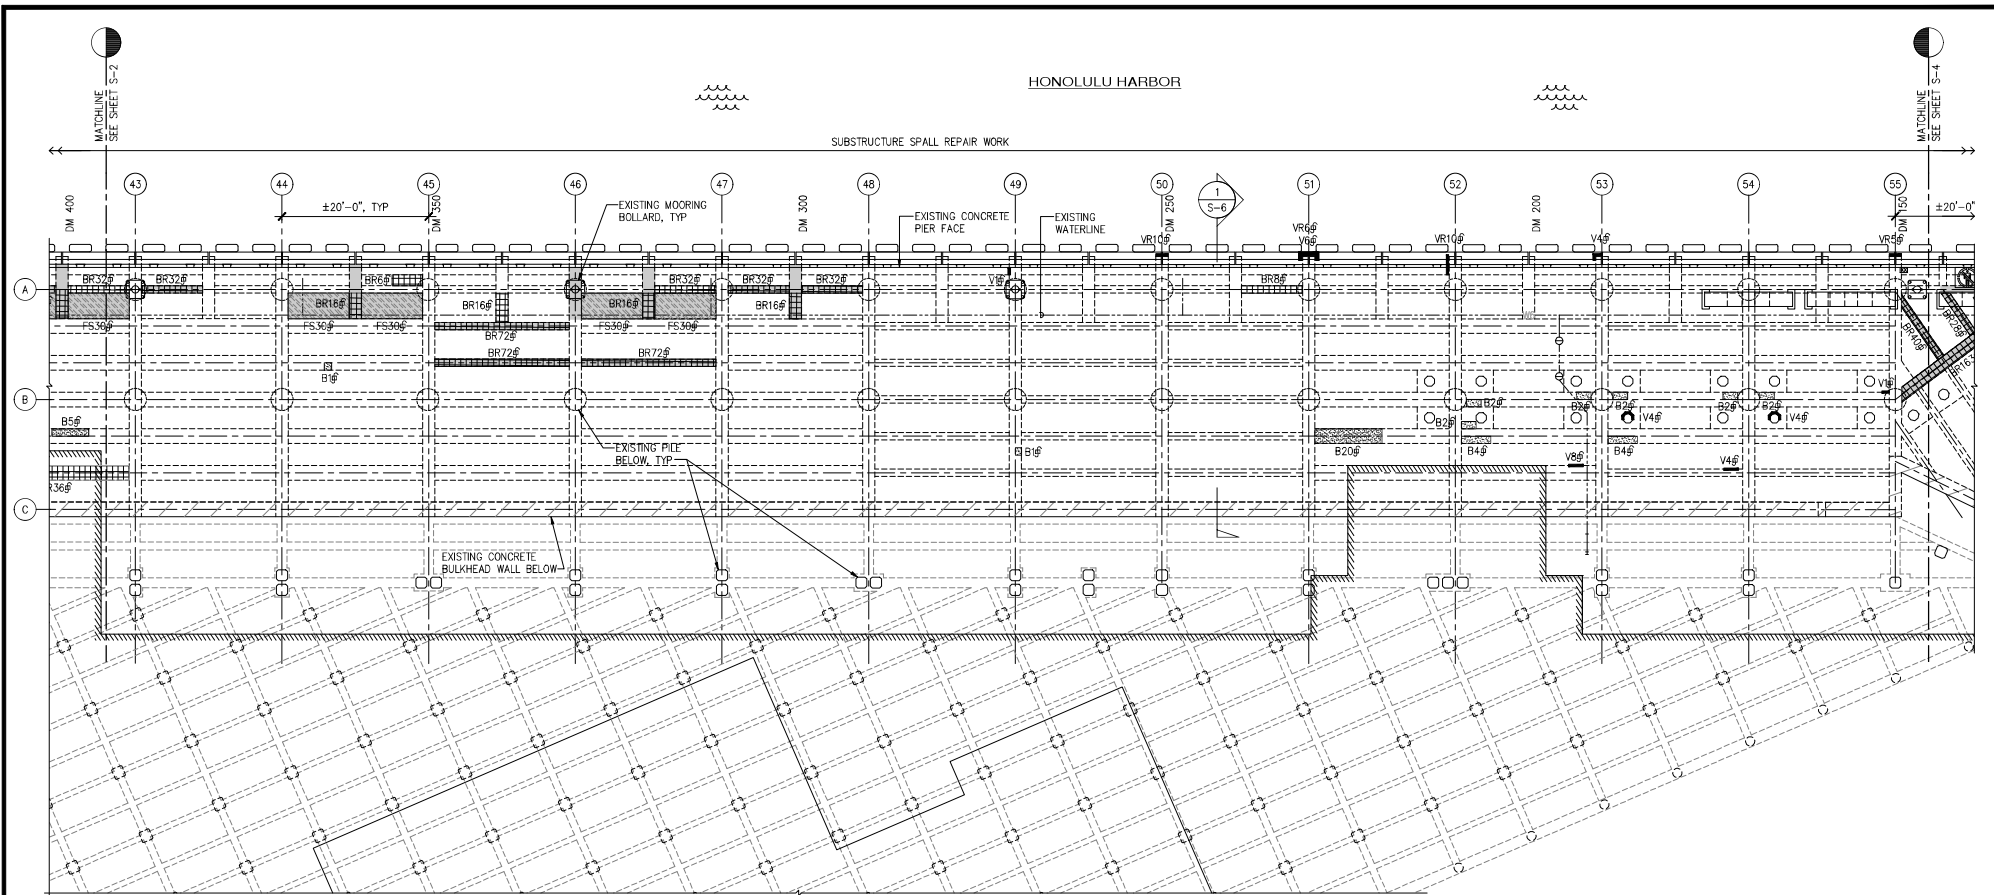 HONOLULU HARBOR
MATCHLINE
SEE SHEET S-2
MATCHLINE
SEE SHEET S-4
SUBSTRUCTURE SPALL REPAIR WORK
43
44
45
46
47
48
49
50
51
52
53
54
55
1
S-6
DM 400
±20'-0", TYP
DM 350
DM 300
DM 250
DM 200
DM 150
±20'-0"
EXISTING MOORING
BOLLARD, TYP
EXISTING CONCRETE
PIER FACE
EXISTING
WATERLINE
VR10
VR6
V6
VR10
V4
VR5
A
BR32
BR32
BR6
BR32
BR32
BR32
V1
BR8
BR16
BR16
BR16
BR16
FS30
FS30
FS30
FS30
FS30
BR72
BR72
BR72
BR28
BR40
BR16
B1
V1
B
B2
B2
B2
B2
B2
B5
B2
V4
V4
EXISTING PILE
BELOW, TYP
B1
B20
B4
B4
V8
V4
R36
C
EXISTING CONCRETE
BULKHEAD WALL BELOW